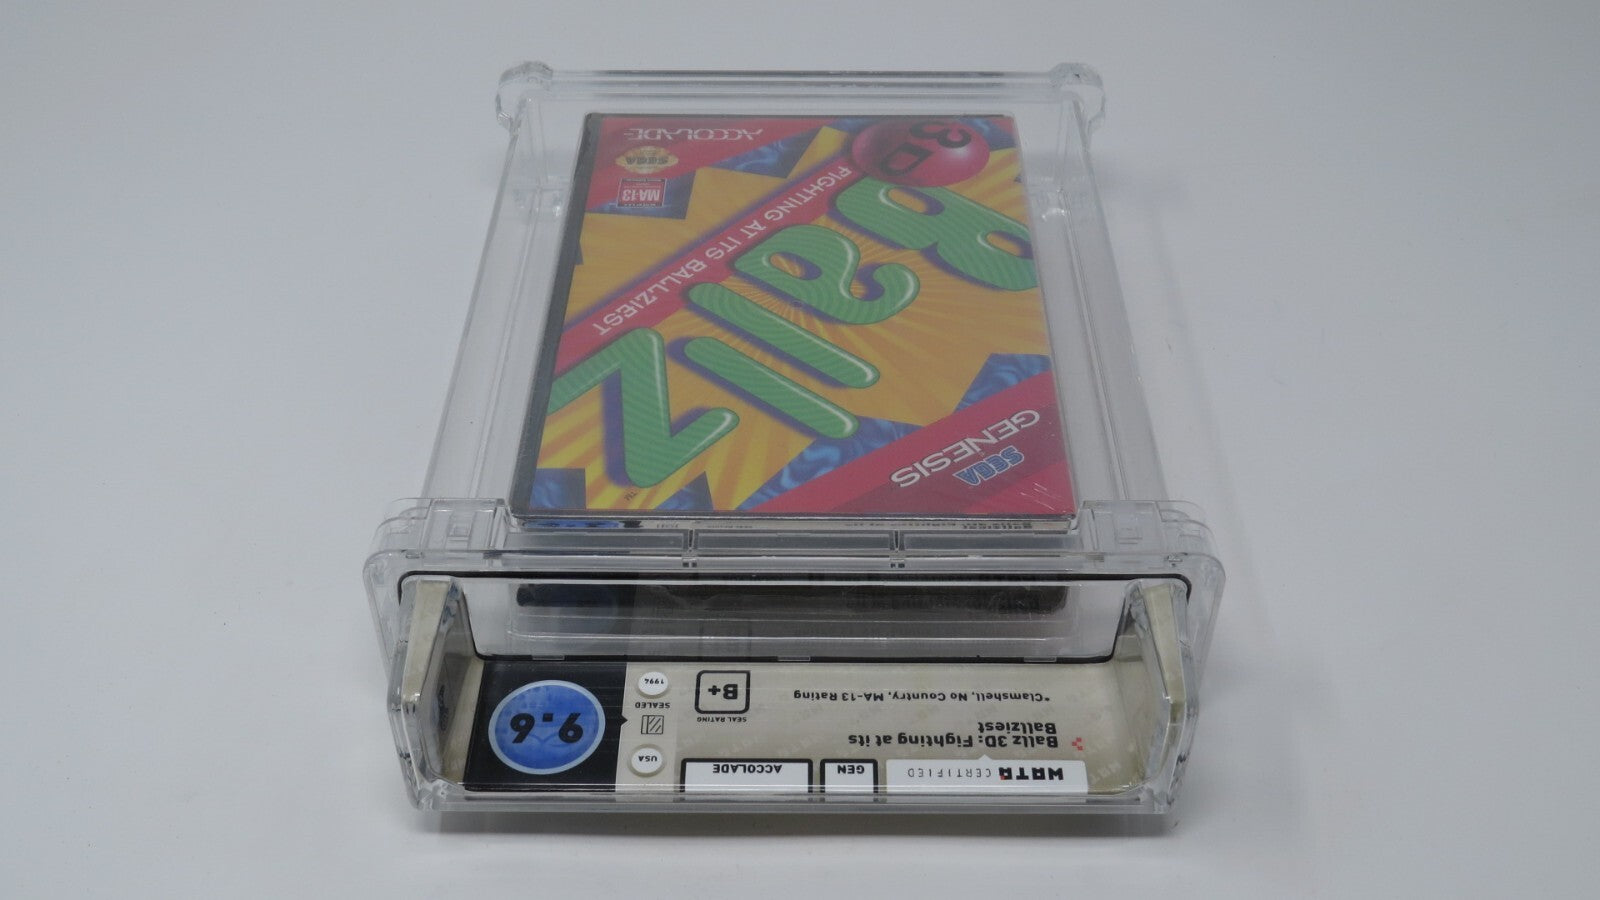 WATA CERTIFIED
GEN
ACCOLADE
USA
Ballz 3D: Fighting at its
Ballziest
*Clamshell, No Country, MA-13 Rating
SEAL RATING
B+
SEALED
1994
9.6
SEGA
GENESIS
Ballz
3D
FIGHTING AT ITS BALLZIEST
TM
MA-13
SEGA
ACCOLADE